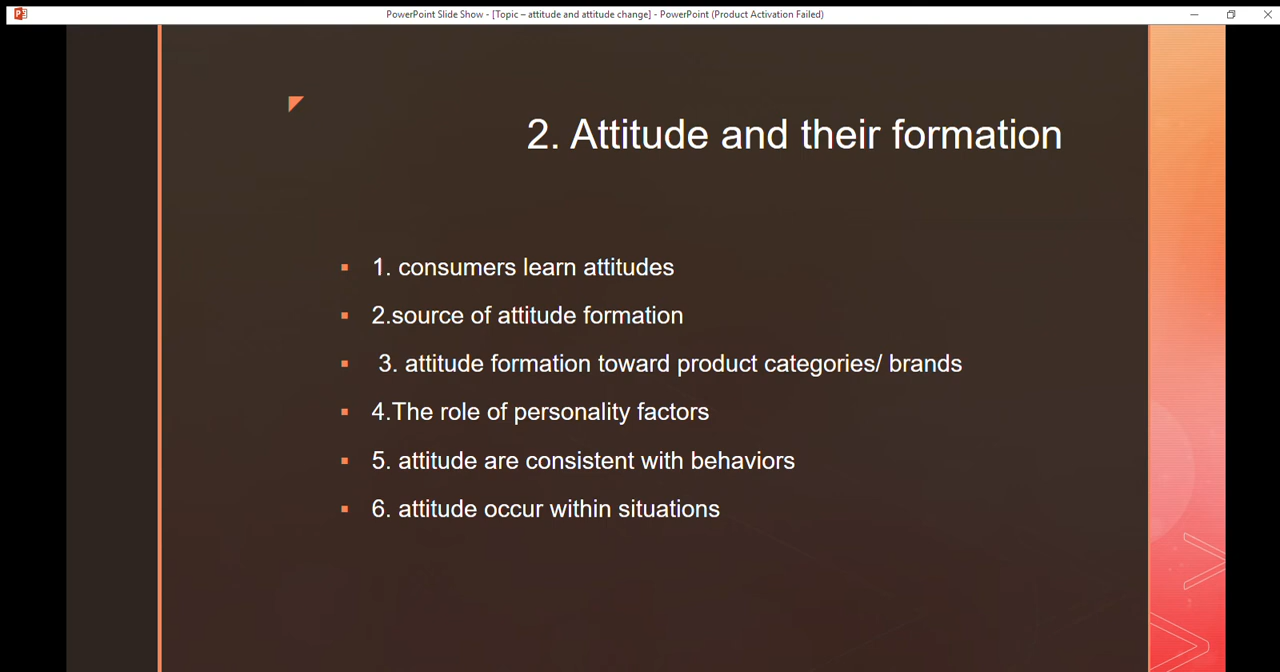 PowerPoint Slide Show - [Topic – attitude and attitude change] - PowerPoint (Product Activation Failed)
2. Attitude and their formation
1. consumers learn attitudes
2.source of attitude formation
3. attitude formation toward product categories/ brands
4.The role of personality factors
5. attitude are consistent with behaviors
6. attitude occur within situations